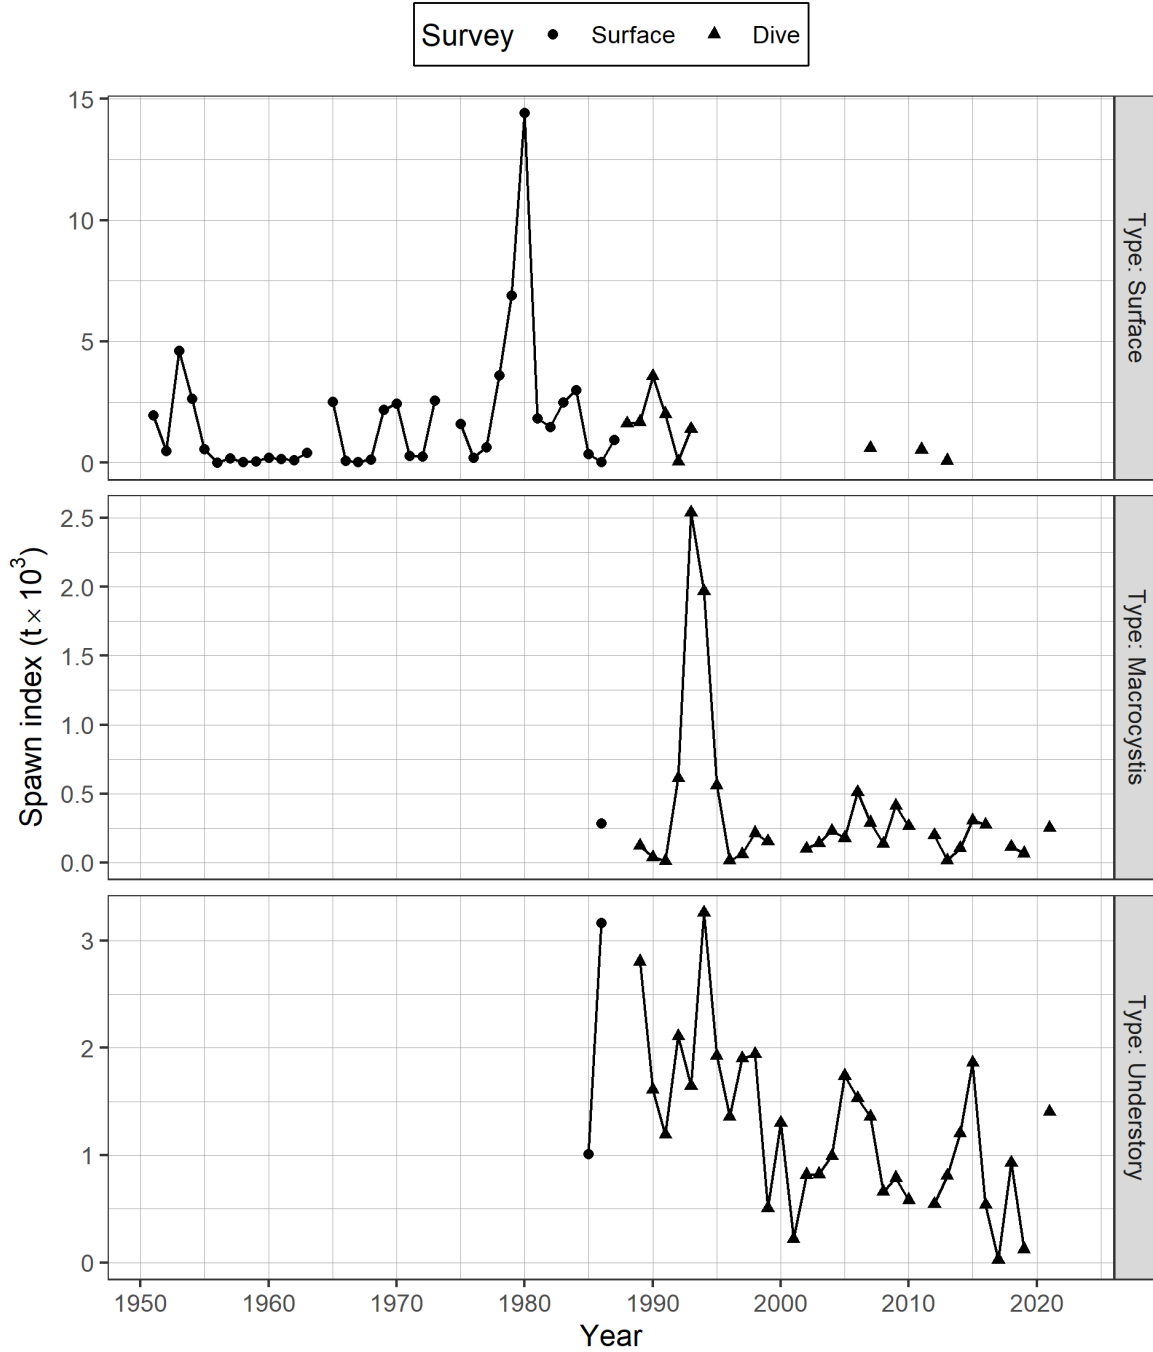 Survey Surface Dive
15
10
5
0
Type: Surface
2.5
2.0
1.5
1.0
0.5
0.0
Type: Macrocystis
3
2
1
0
Type: Understory
Spawn index (t × 10³)
1950 1960 1970 1980 1990 2000 2010 2020
Year